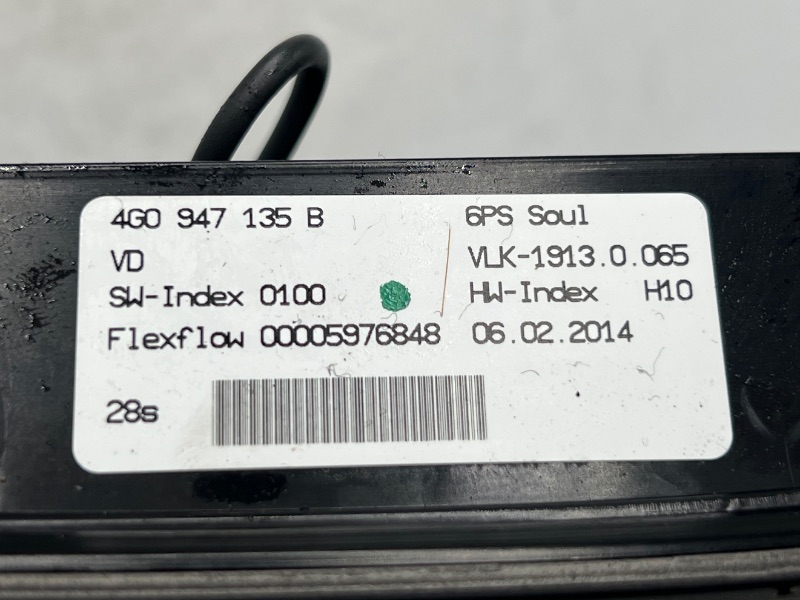 4G0 947 135 B 6PS Soul
VD VLK-1913.0.065
SW-Index 0100 HW-Index H10
Flexflow 00005976848 06.02.2014
28s